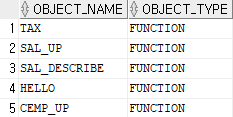 OBJECT_NAME OBJECT_TYPE
1 TAX FUNCTION
2 SAL_UP FUNCTION
3 SAL_DESCRIBE FUNCTION
4 HELLO FUNCTION
5 CEMP_UP FUNCTION